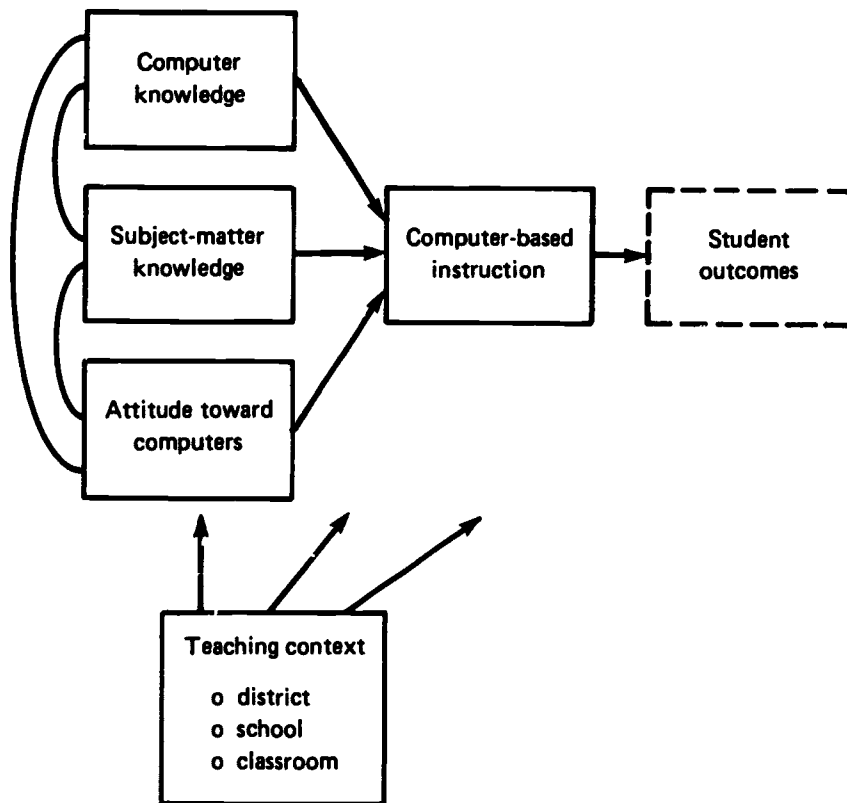 Computer
knowledge
Subject-matter
knowledge
Attitude toward
computers
Computer-based
instruction
Student
outcomes
Teaching context
o district
o school
o classroom